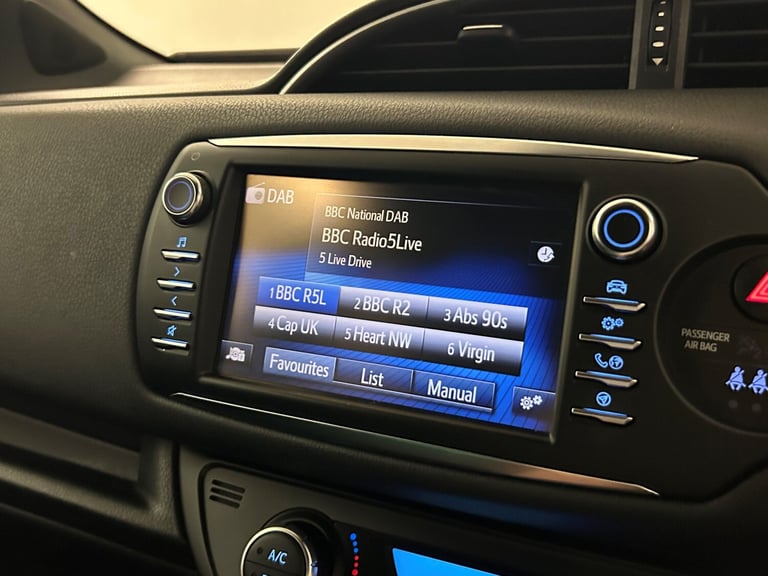 DAB
BBC National DAB
BBC Radio5Live
5 Live Drive
1 BBC R5L
2 BBC R2
3 Abs 90s
4 Cap UK
5 Heart NW
6 Virgin
Favourites
List
Manual
PASSENGER
AIR BAG
A/C